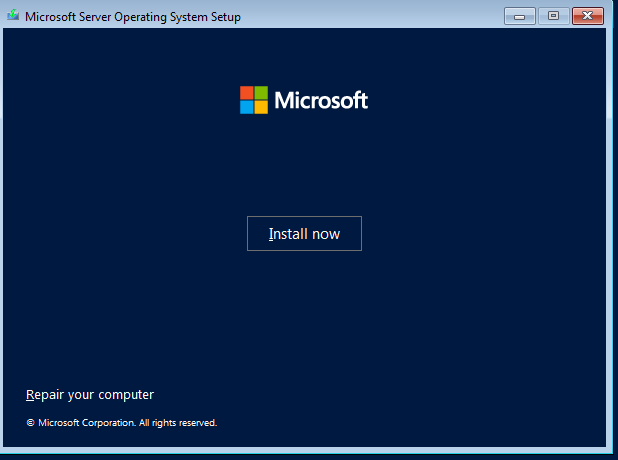 Microsoft Server Operating System Setup
Microsoft
Install now
Repair your computer
© Microsoft Corporation. All rights reserved.